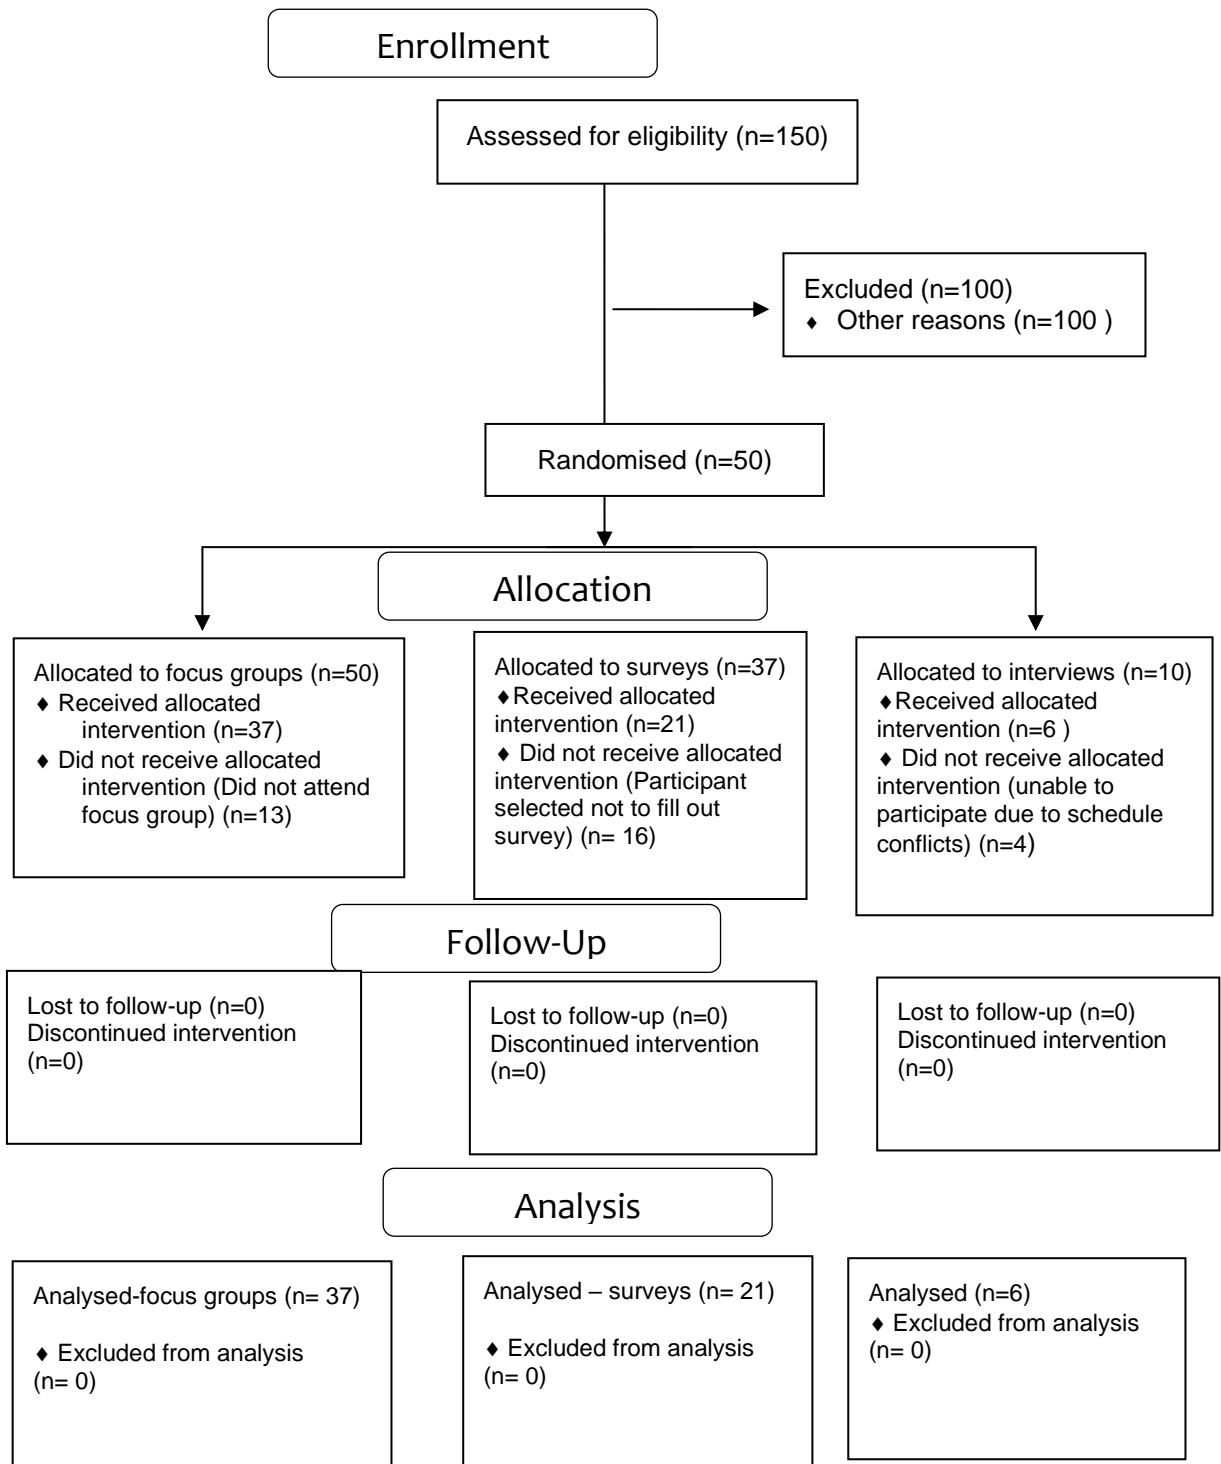 Enrollment
Assessed for eligibility (n=150)
Excluded (n=100)
♦ Other reasons (n=100 )
Randomised (n=50)
Allocation
Allocated to focus groups (n=50)
♦ Received allocated
intervention (n=37)
♦ Did not receive allocated
intervention (Did not attend
focus group) (n=13)
Allocated to surveys (n=37)
♦Received allocated
intervention (n=21)
♦ Did not receive allocated
intervention (Participant
selected not to fill out
survey) (n= 16)
Allocated to interviews (n=10)
♦Received allocated
intervention (n=6 )
♦ Did not receive allocated
intervention (unable to
participate due to schedule
conflicts) (n=4)
Follow-Up
Lost to follow-up (n=0)
Discontinued intervention
(n=0)
Lost to follow-up (n=0)
Discontinued intervention
(n=0)
Lost to follow-up (n=0)
Discontinued intervention
(n=0)
Analysis
Analysed-focus groups (n= 37)
♦ Excluded from analysis
(n= 0)
Analysed – surveys (n= 21)
♦ Excluded from analysis
(n= 0)
Analysed (n=6)
♦ Excluded from analysis
(n= 0)